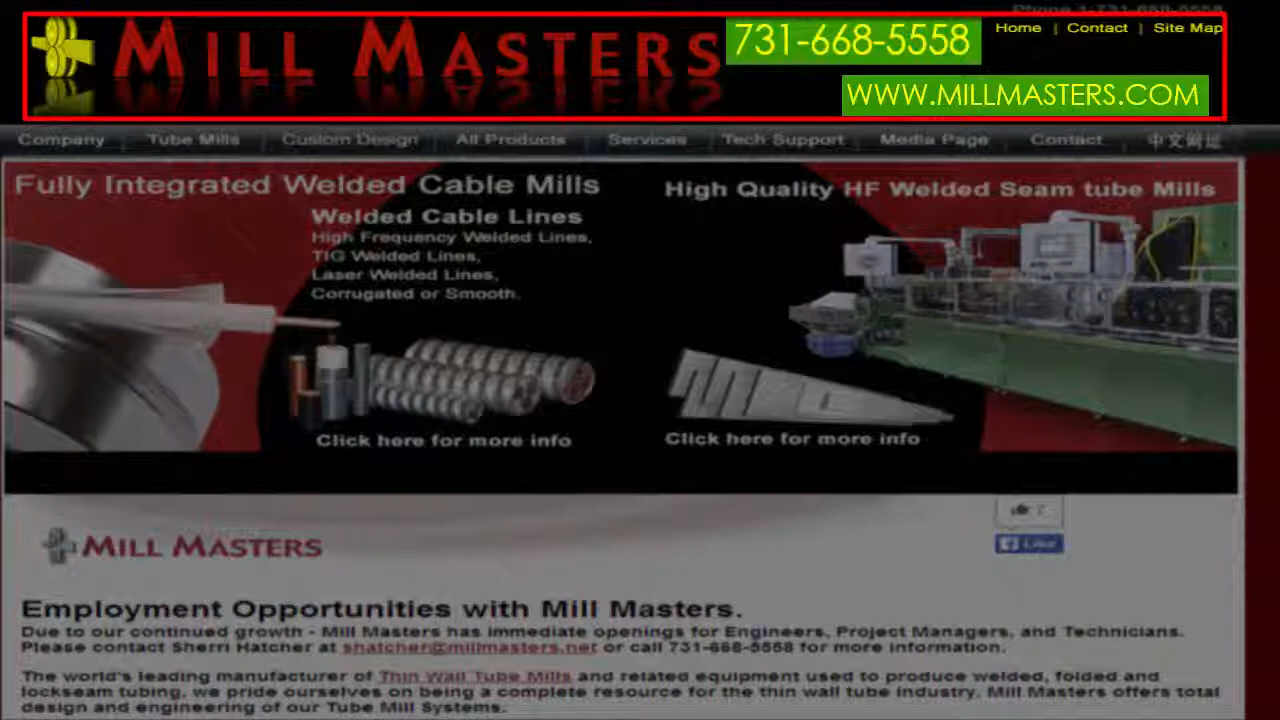 Phone 1-731-668-5558
MILL MASTERS
731-668-5558
Home | Contact | Site Map
WWW.MILLMASTERS.COM
Company Tube Mills Custom Design All Products Services Tech Support Media Page Contact 中文网站
Fully Integrated Welded Cable Mills
High Quality HF Welded Seam tube Mills
Welded Cable Lines
High Frequency Welded Lines,
TIG Welded Lines,
Laser Welded Lines,
Corrugated or Smooth.
Click here for more info
Click here for more info
MILL MASTERS
Like
Employment Opportunities with Mill Masters.
Due to our continued growth - Mill Masters has immediate openings for Engineers, Project Managers, and Technicians.
Please contact Sherri Hatcher at shatcher@millmasters.net or call 731-668-5558 for more information.
The world's leading manufacturer of Thin Wall Tube Mills and related equipment used to produce welded, folded and
lockseam tubing, we pride ourselves on being a complete resource for the thin wall tube industry. Mill Masters offers total
design and engineering of our Tube Mill Systems.